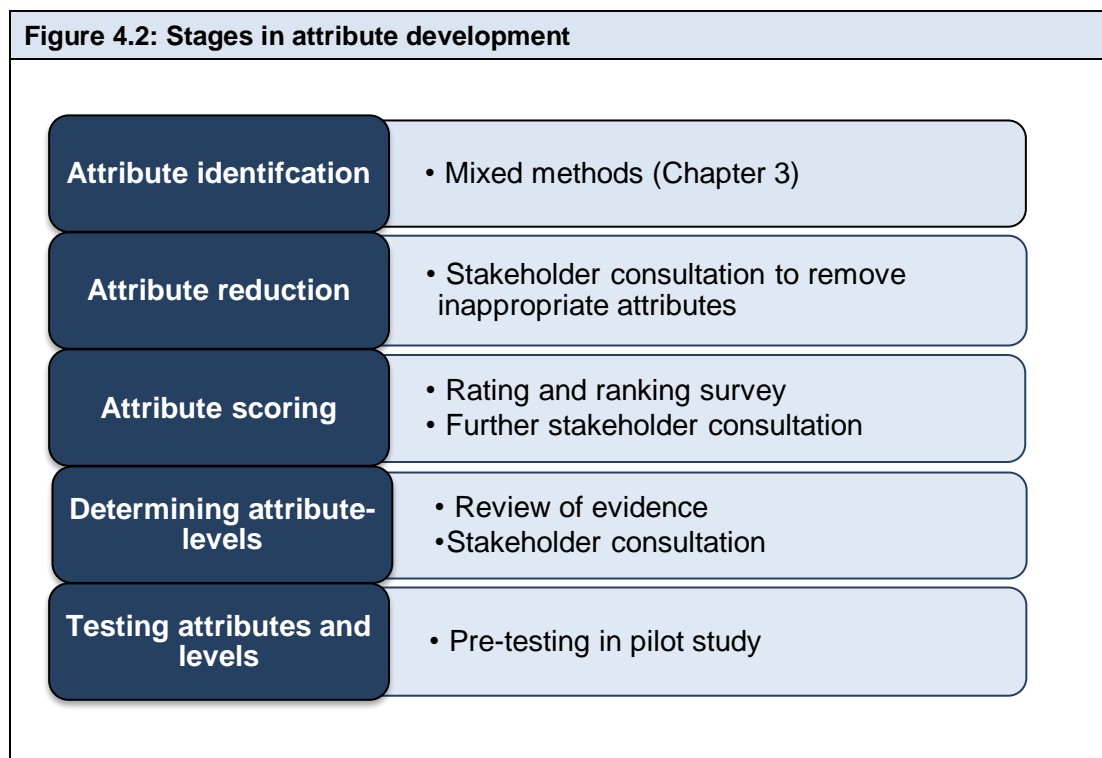 Figure 4.2: Stages in attribute development
Attribute identifcation
• Mixed methods (Chapter 3)
Attribute reduction
• Stakeholder consultation to remove
inappropriate attributes
Attribute scoring
• Rating and ranking survey
• Further stakeholder consultation
Determining attribute-
levels
• Review of evidence
•Stakeholder consultation
Testing attributes and
levels
• Pre-testing in pilot study